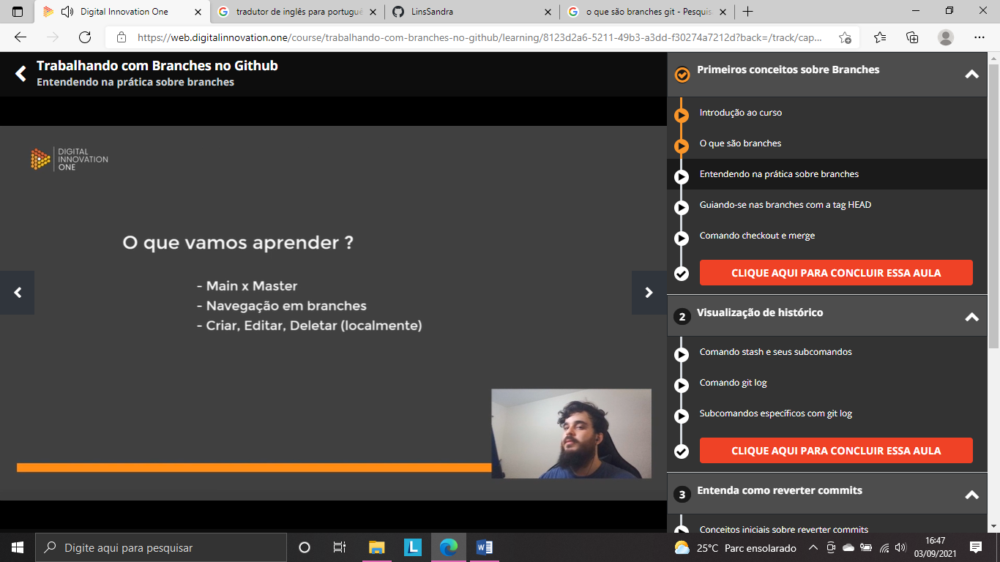 Digital Innovation One
tradutor de inglês para portuguê
LinsSandra
o que são branches git - Pesquis
https://web.digitalinnovation.one/course/trabalhando-com-branches-no-github/learning/8123d2a6-5211-49b3-a3dd-f30274a7212d?back=/track/cap...
Trabalhando com Branches no Github
Entendendo na prática sobre branches
DIGITAL
INNOVATION
ONE
O que vamos aprender ?
- Main x Master
- Navegação em branches
- Criar, Editar, Deletar (localmente)
Primeiros conceitos sobre Branches
Introdução ao curso
O que são branches
Entendendo na prática sobre branches
Guiando-se nas branches com a tag HEAD
Comando checkout e merge
CLIQUE AQUI PARA CONCLUIR ESSA AULA
2 Visualização de histórico
Comando stash e seus subcomandos
Comando git log
Subcomandos específicos com git log
CLIQUE AQUI PARA CONCLUIR ESSA AULA
3 Entenda como reverter commits
Conceitos iniciais sobre reverter commits
Digite aqui para pesquisar
25°C Parc ensolarado
16:47
03/09/2021